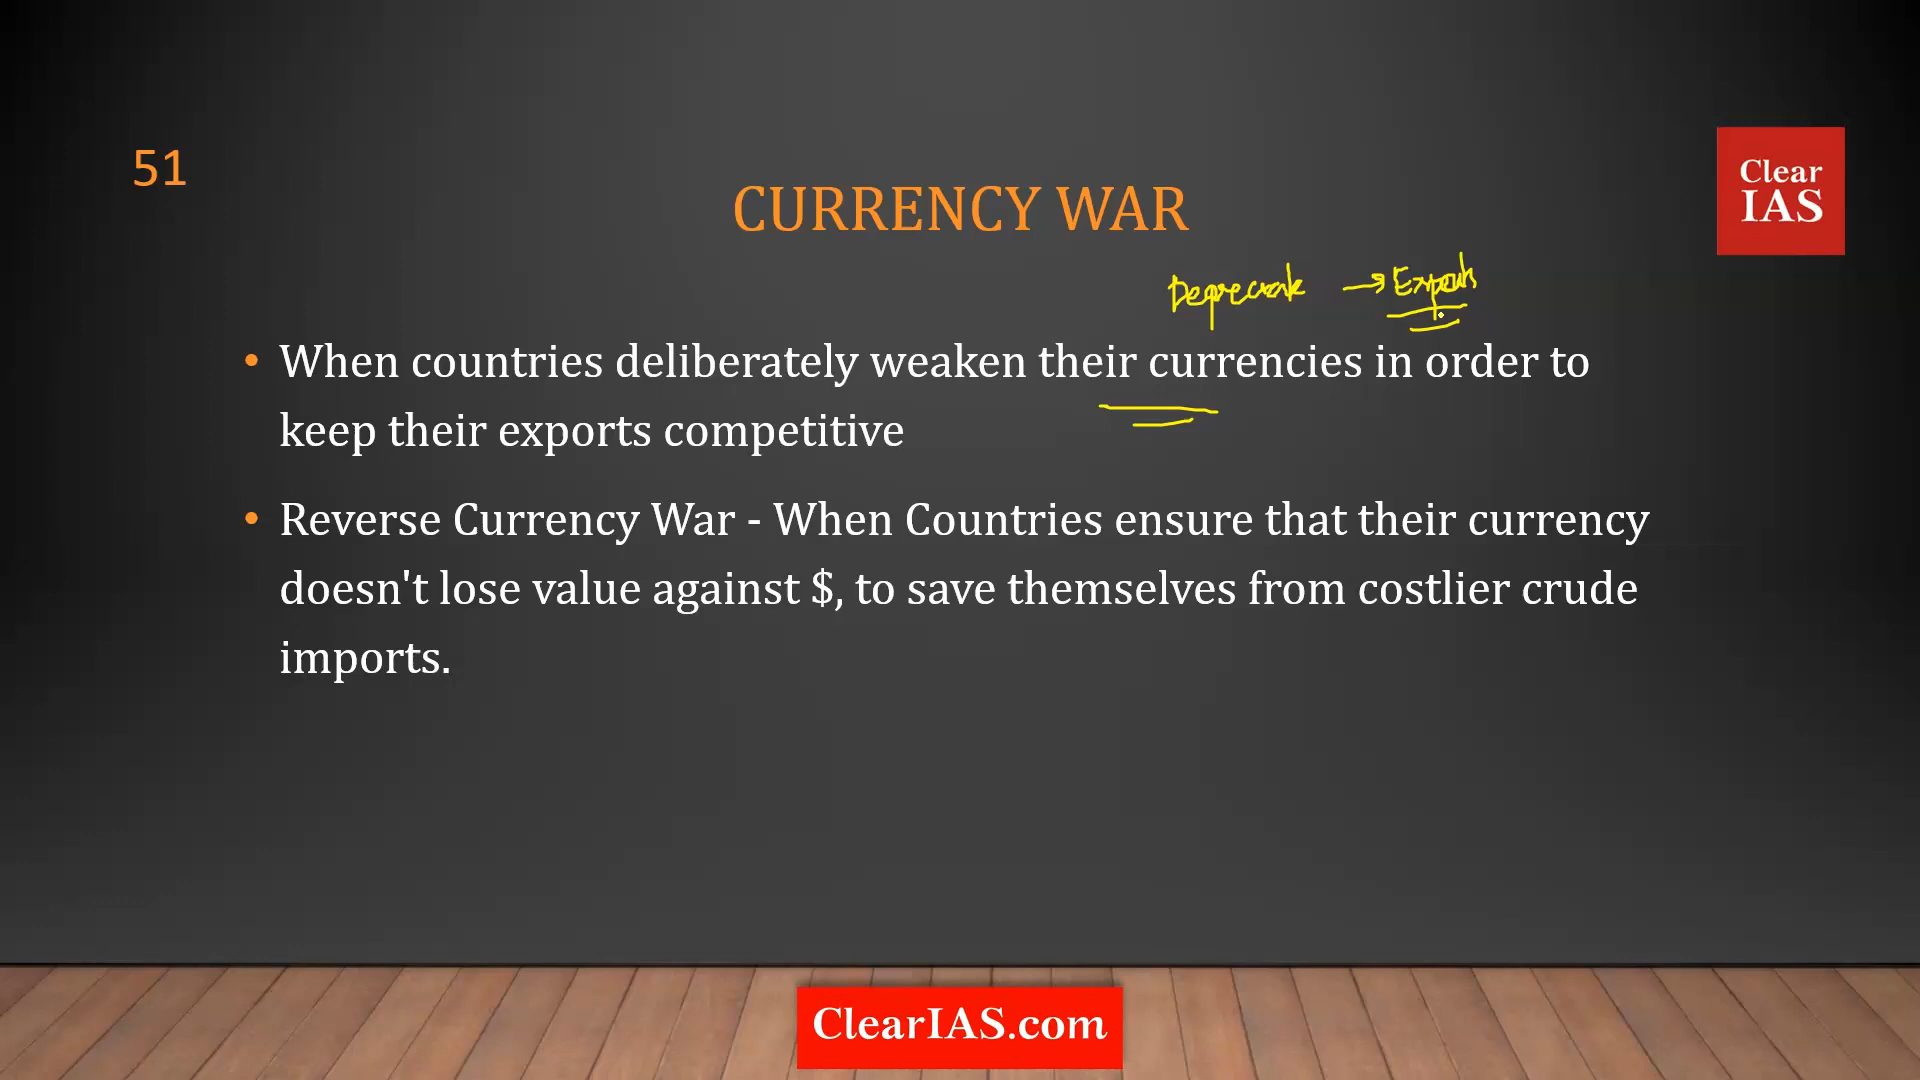 51
Clear
IAS
CURRENCY WAR
Depreciate → Exports
• When countries deliberately weaken their currencies in order to
keep their exports competitive
• Reverse Currency War - When Countries ensure that their currency
doesn't lose value against $, to save themselves from costlier crude
imports.
ClearIAS.com